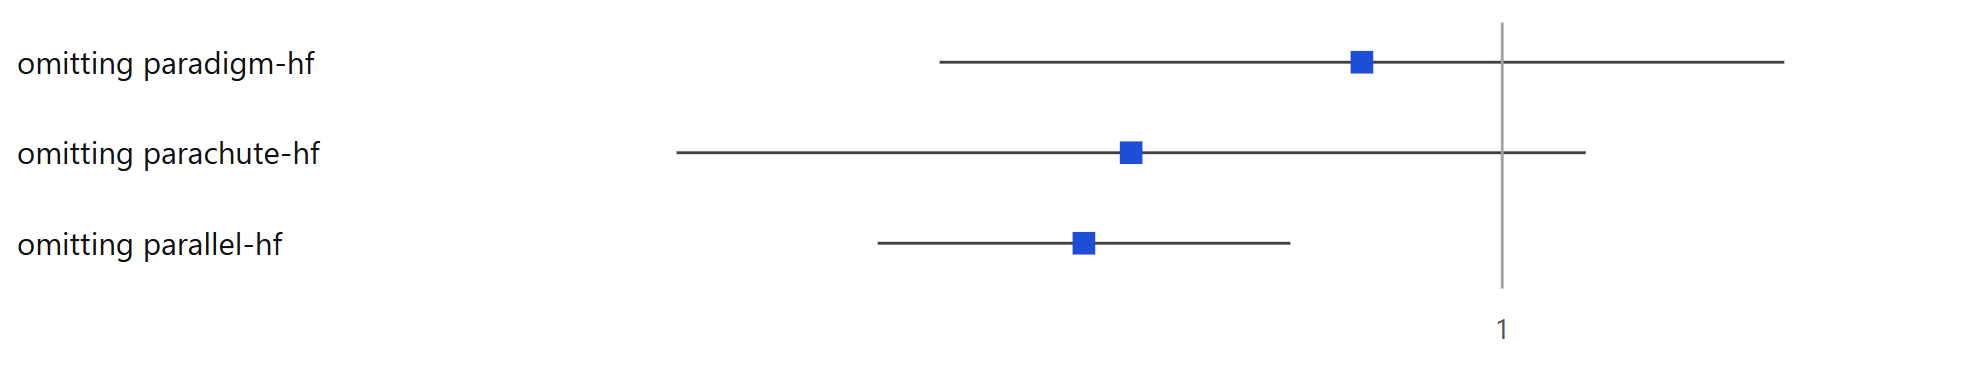 omitting paradigm-hf
omitting parachute-hf
omitting parallel-hf
1